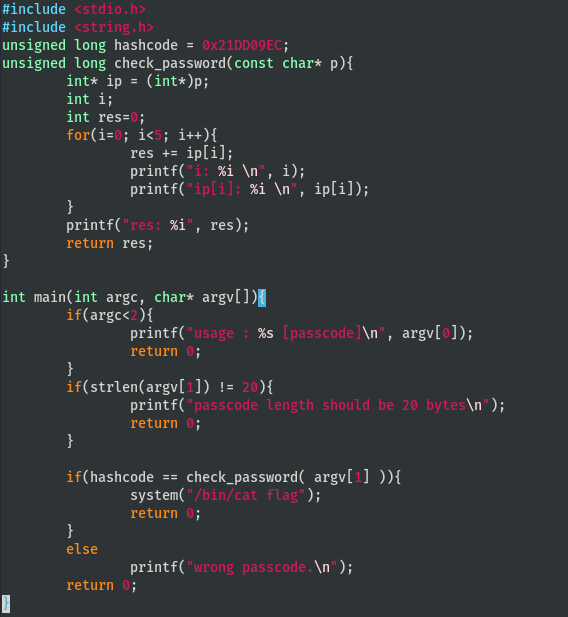 #include <stdio.h>
#include <string.h>
unsigned long hashcode = 0x21DD09EC;
unsigned long check_password(const char* p){
        int* ip = (int*)p;
        int i;
        int res=0;
        for(i=0; i<5; i++){
                res += ip[i];
                printf("i: %i \n", i);
                printf("ip[i]: %i \n", ip[i]);
        }
        printf("res: %i", res);
        return res;
}

int main(int argc, char* argv[]){
        if(argc<2){
                printf("usage : %s [passcode]\n", argv[0]);
                return 0;
        }
        if(strlen(argv[1]) != 20){
                printf("passcode length should be 20 bytes\n");
                return 0;
        }

        if(hashcode == check_password( argv[1] )){
                system("/bin/cat flag");
                return 0;
        }
        else
                printf("wrong passcode.\n");
        return 0;
}